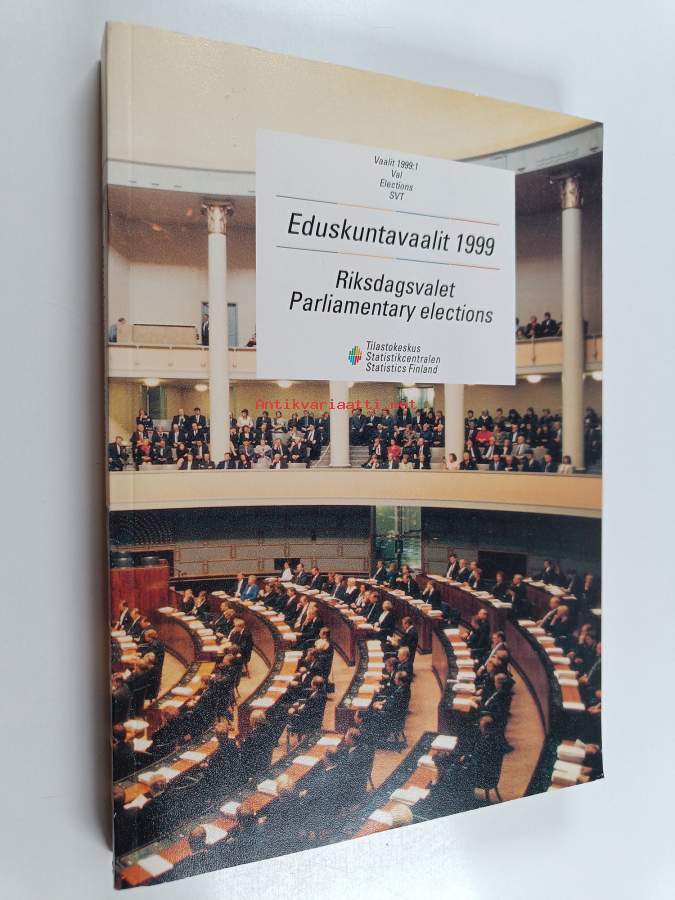 Vaalit 1999:1
Val
Elections
SVT
Eduskuntavaalit 1999
Riksdagsvalet
Parliamentary elections
Tilastokeskus
Statistikcentralen
Statistics Finland
Antikvariaatti.net